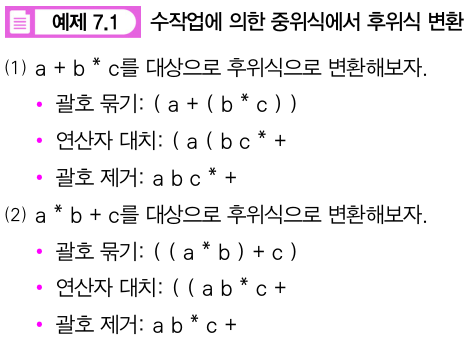 예제 7.1 수작업에 의한 중위식에서 후위식 변환
(1) a + b * c를 대상으로 후위식으로 변환해보자.
• 괄호 묶기: ( a + ( b * c ) )
• 연산자 대치: ( a ( b c * +
• 괄호 제거: a b c * +
(2) a * b + c를 대상으로 후위식으로 변환해보자.
• 괄호 묶기: ( ( a * b ) + c )
• 연산자 대치: ( ( a b * c +
• 괄호 제거: a b * c +